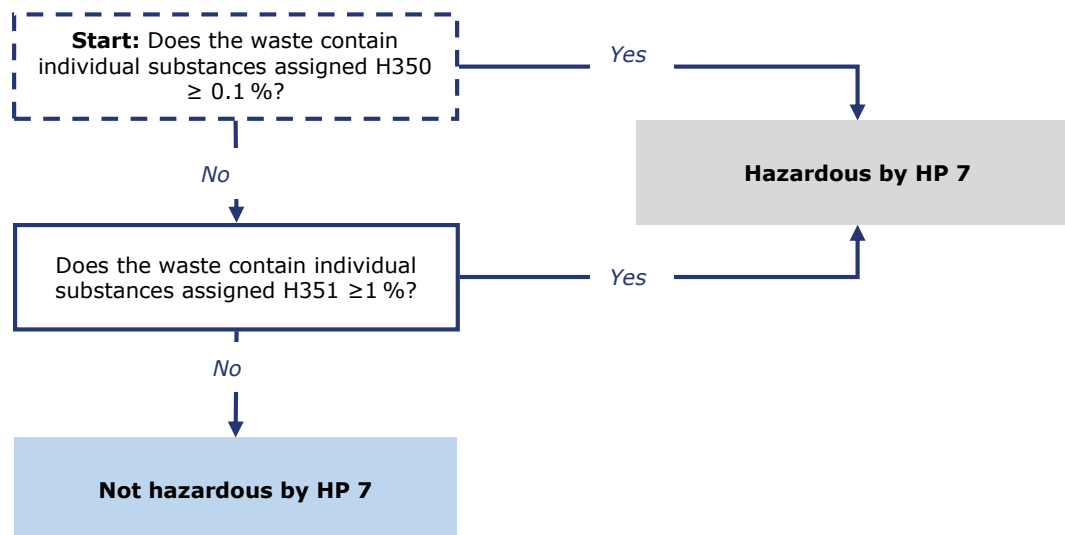 Start: Does the waste contain
individual substances assigned H350
≥ 0.1 %?
Yes
Hazardous by HP 7
No
Does the waste contain individual
substances assigned H351 ≥1 %?
Yes
No
Not hazardous by HP 7